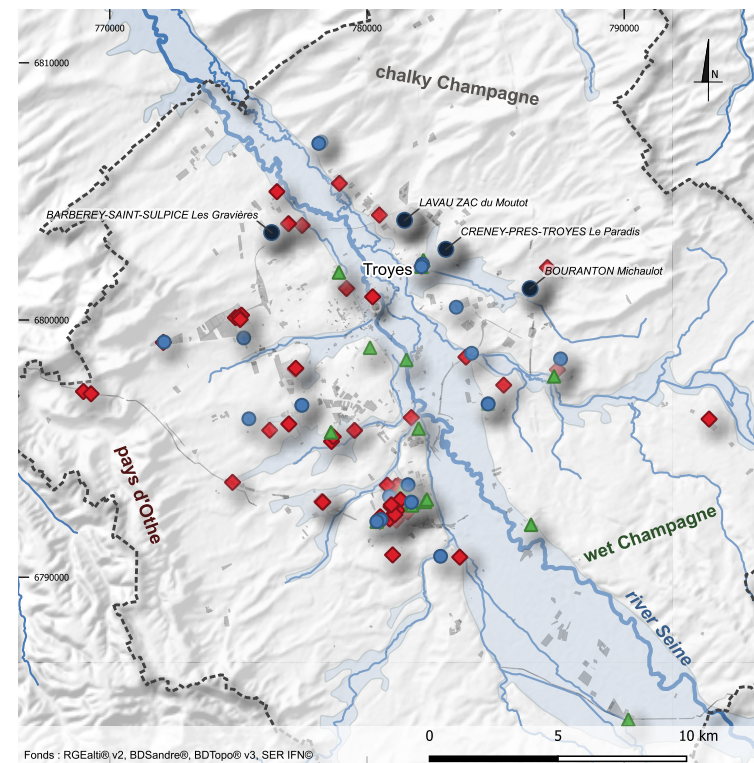 770000
780000
790000
6810000
N
chalky Champagne
LAVAU ZAC du Moutot
BARBEREY-SAINT-SULPICE Les Gravières
CRENEY-PRES-TROYES Le Paradis
Troyes
BOURANTON Michaulot
6800000
pays d'Othe
wet Champagne
6790000
river Seine
0 5 10 km
Fonds : RGEalti® v2, BDSandre®, BDTopo® v3, SER IFN©